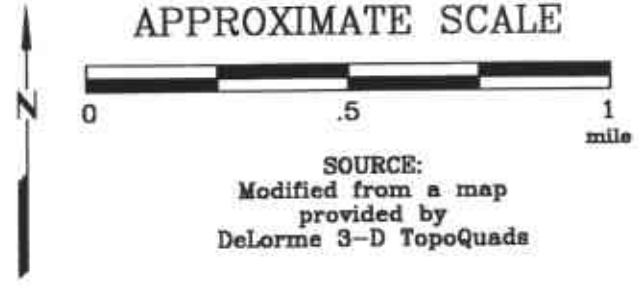 APPROXIMATE SCALE
N
0 .5 1
mile
SOURCE:
Modified from a map
provided by
DeLorme 3-D TopoQuads